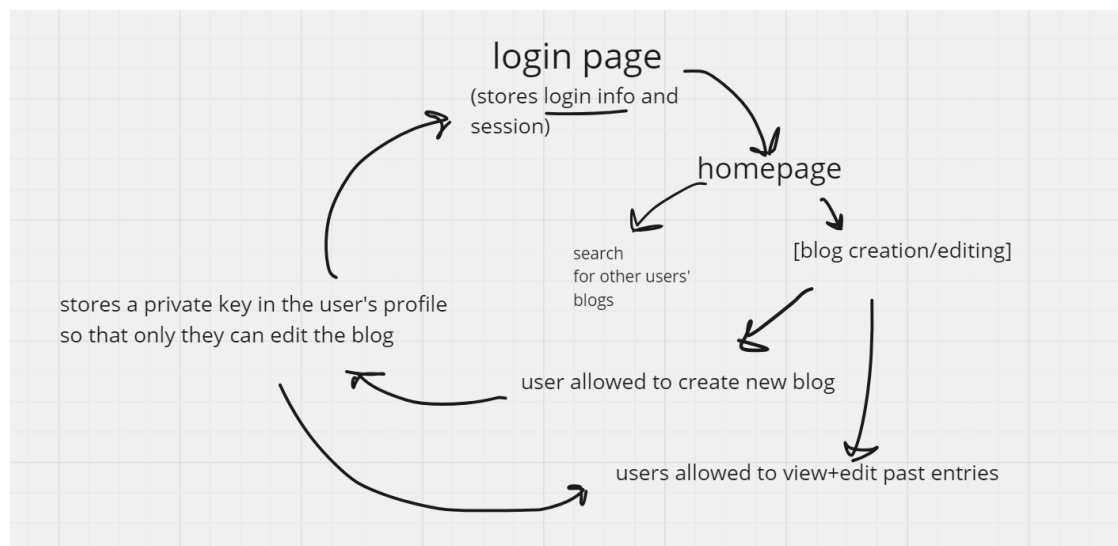 login page
(stores login info and
session)
homepage
search
for other users'
blogs
[blog creation/editing]
stores a private key in the user's profile
so that only they can edit the blog
user allowed to create new blog
users allowed to view+edit past entries